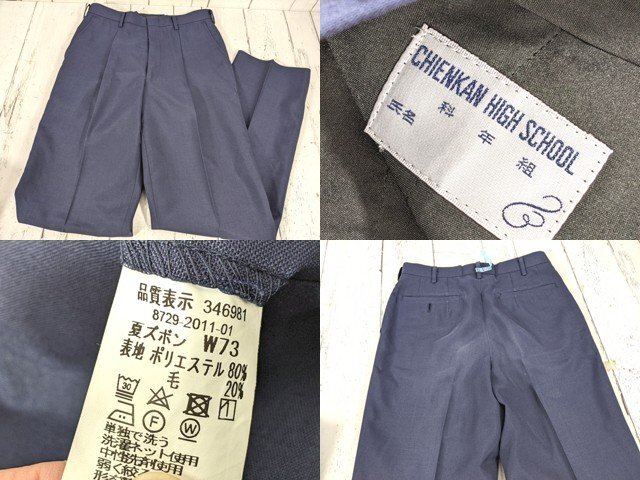 CHIENKAN HIGH SCHOOL
科 年 組
氏名
品質表示 346981
8729-2011-01
夏ズボン W73
表地 ポリエステル 80%
毛 20%
30
F W
単独で洗う
洗濯ネット使用
中性洗剤使用
弱く絞る